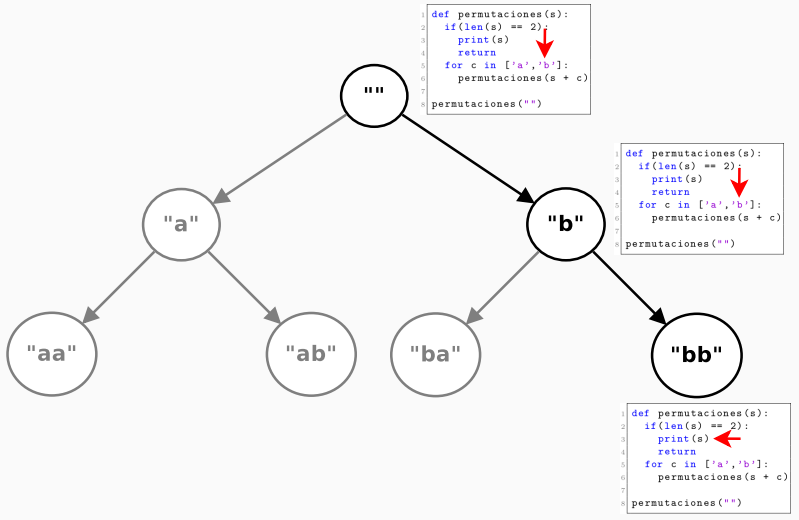 1 def permutaciones(s):
2   if(len(s) == 2):
3     print(s)
4     return
5   for c in ['a','b']:
6     permutaciones(s + c)
7
8 permutaciones("")
""
1 def permutaciones(s):
2   if(len(s) == 2):
3     print(s)
4     return
5   for c in ['a','b']:
6     permutaciones(s + c)
7
8 permutaciones("")
"a"
"b"
"aa"
"ab"
"ba"
"bb"
1 def permutaciones(s):
2   if(len(s) == 2):
3     print(s)
4     return
5   for c in ['a','b']:
6     permutaciones(s + c)
7
8 permutaciones("")